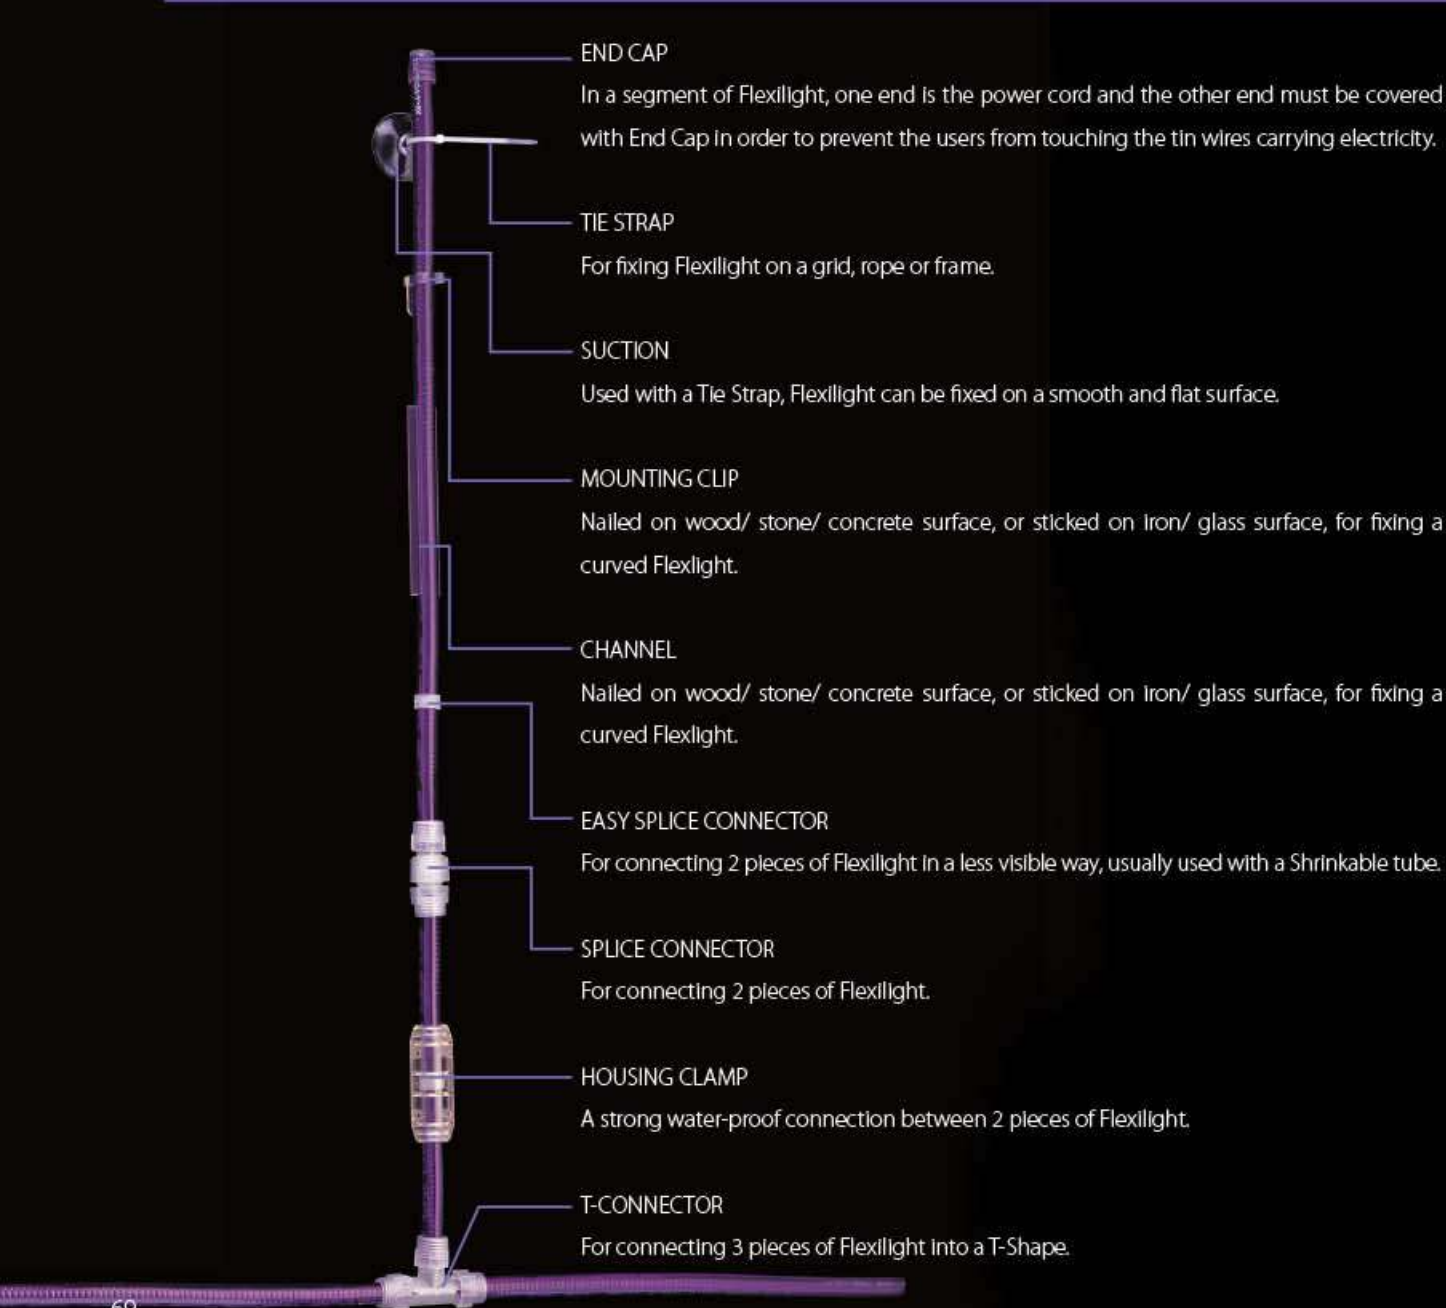 END CAP
In a segment of Flexilight, one end is the power cord and the other end must be covered
with End Cap in order to prevent the users from touching the tin wires carrying electricity.
TIE STRAP
For fixing Flexilight on a grid, rope or frame.
SUCTION
Used with a Tie Strap, Flexilight can be fixed on a smooth and flat surface.
MOUNTING CLIP
Nailed on wood/ stone/ concrete surface, or sticked on iron/ glass surface, for fixing a
curved Flexlight.
CHANNEL
Nailed on wood/ stone/ concrete surface, or sticked on iron/ glass surface, for fixing a
curved Flexlight.
EASY SPLICE CONNECTOR
For connecting 2 pieces of Flexilight in a less visible way, usually used with a Shrinkable tube.
SPLICE CONNECTOR
For connecting 2 pieces of Flexilight.
HOUSING CLAMP
A strong water-proof connection between 2 pieces of Flexilight.
T-CONNECTOR
For connecting 3 pieces of Flexilight into a T-Shape.